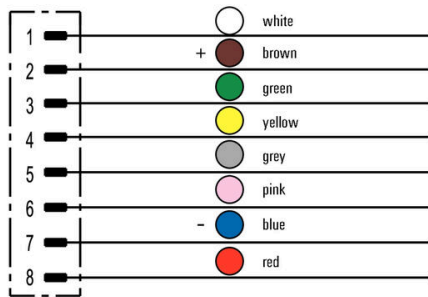 white
1
+ brown
2
green
3
yellow
4
grey
5
pink
6
- blue
7
red
8